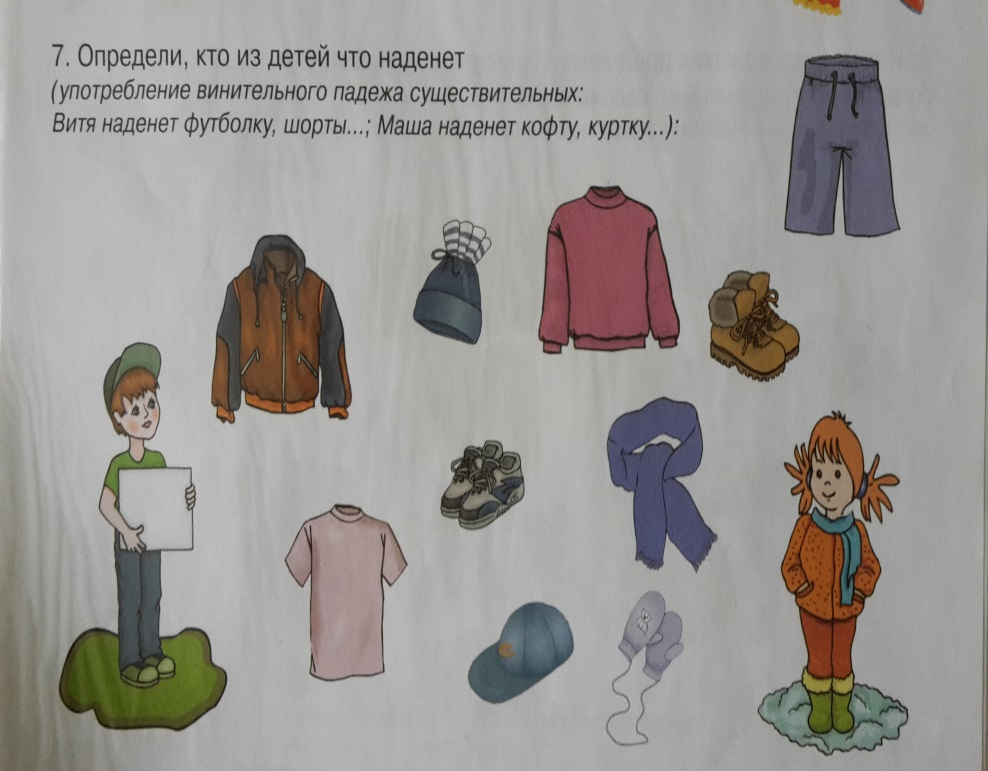 7. Определи, кто из детей что наденет
(употребление винительного падежа существительных:
Витя наденет футболку, шорты...; Маша наденет кофту, куртку...):